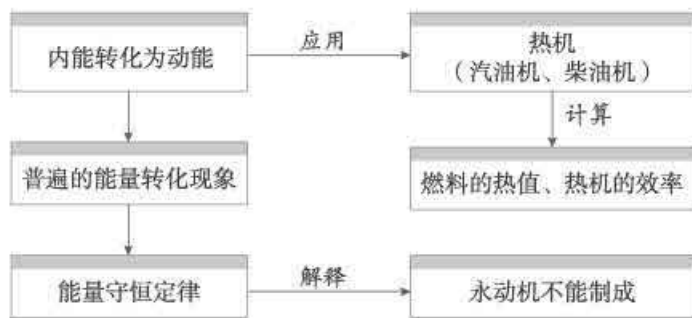 内能转化为动能
应用
热机
（汽油机、柴油机）
计算
普遍的能量转化现象
燃料的热值、热机的效率
能量守恒定律
解释
永动机不能制成